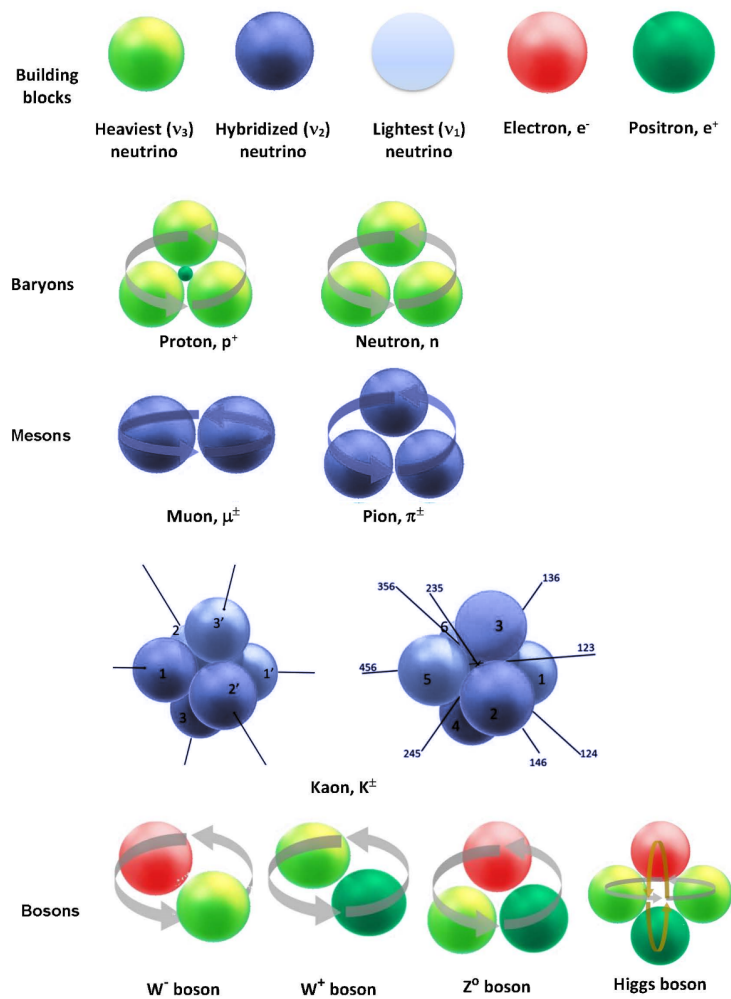 Building
blocks
Heaviest (ν₃)
neutrino
Hybridized (ν₂)
neutrino
Lightest (ν₁)
neutrino
Electron, e⁻
Positron, e⁺
Baryons
Proton, p⁺
Neutron, n
Mesons
Muon, μ±
Pion, π±
2
3′
1
1′
2′
3
356
235
136
6
3
123
456
5
1
2
4
245
146
124
Kaon, K±
Bosons
W⁻ boson
W⁺ boson
Z⁰ boson
Higgs boson